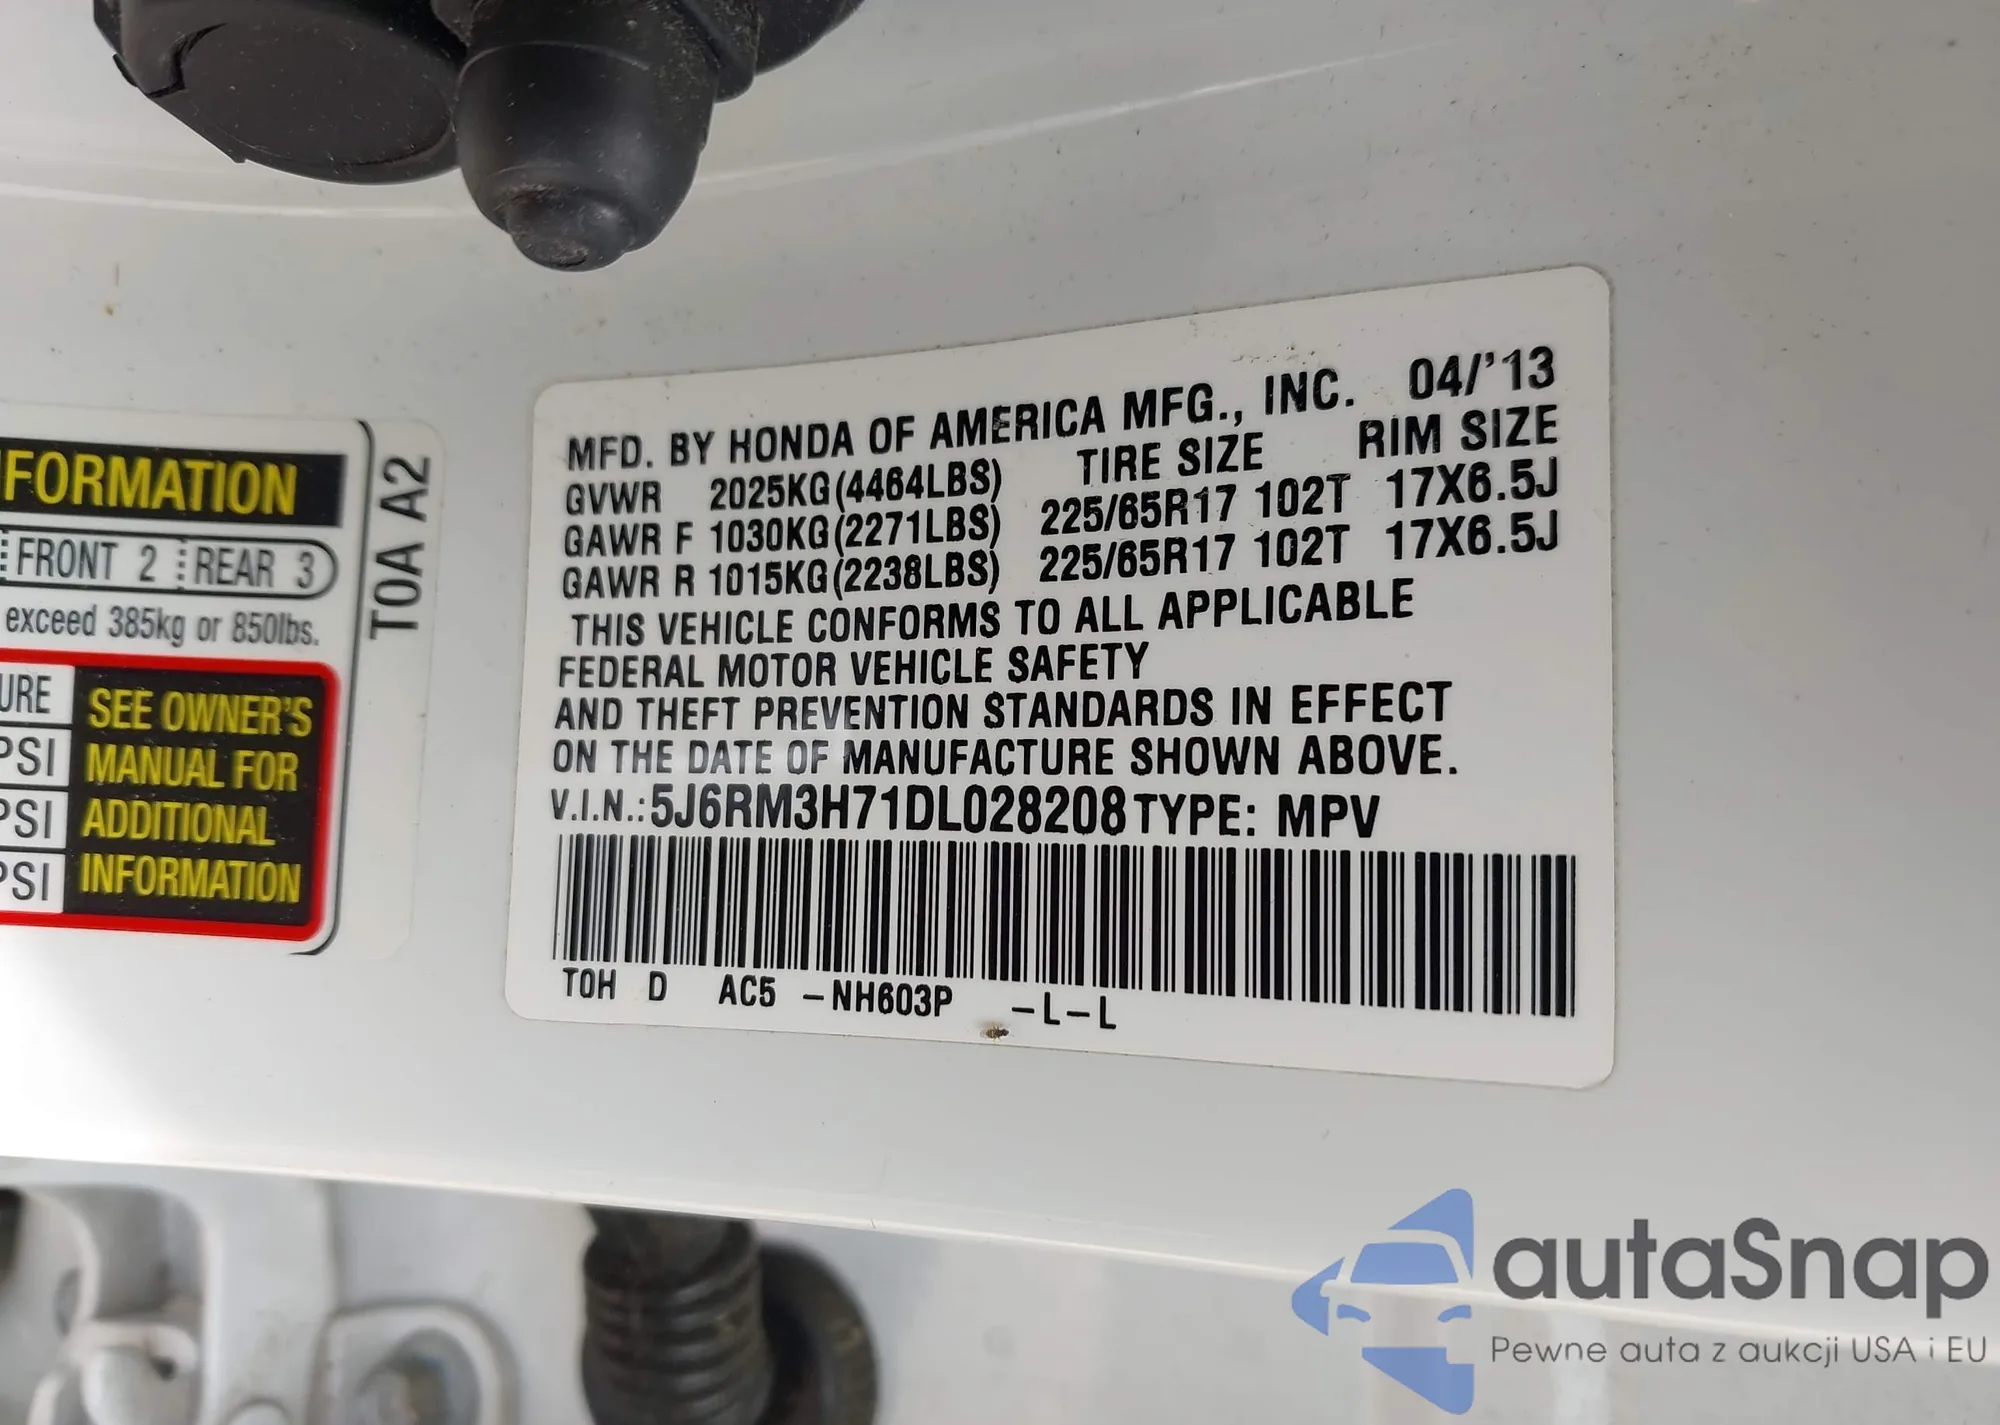 MFD. BY HONDA OF AMERICA MFG., INC. 04/'13
GVWR 2025KG(4464LBS) TIRE SIZE RIM SIZE
GAWR F 1030KG(2271LBS) 225/65R17 102T 17X6.5J
GAWR R 1015KG(2238LBS) 225/65R17 102T 17X6.5J
THIS VEHICLE CONFORMS TO ALL APPLICABLE
FEDERAL MOTOR VEHICLE SAFETY
AND THEFT PREVENTION STANDARDS IN EFFECT
ON THE DATE OF MANUFACTURE SHOWN ABOVE.
V.I.N.:5J6RM3H71DL028208 TYPE: MPV
TOH D AC5 -NH603P -L-L
FORMATION
FRONT 2 REAR 3
exceed 385kg or 850lbs.
URE
PSI
PSI
PSI
SEE OWNER'S
MANUAL FOR
ADDITIONAL
INFORMATION
T0A A2
autaSnap
Pewne auta z aukcji USA i EU